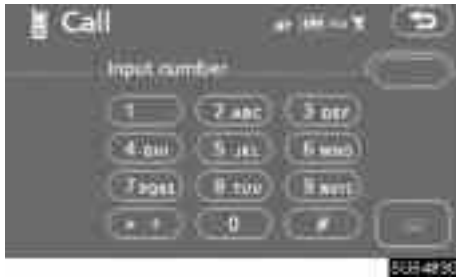 Call
Input number
1 2 ABC 3 DEF
4 GHI 5 JKL 6 MNO
7 PQRS 8 TUV 9 WXYZ
0 #